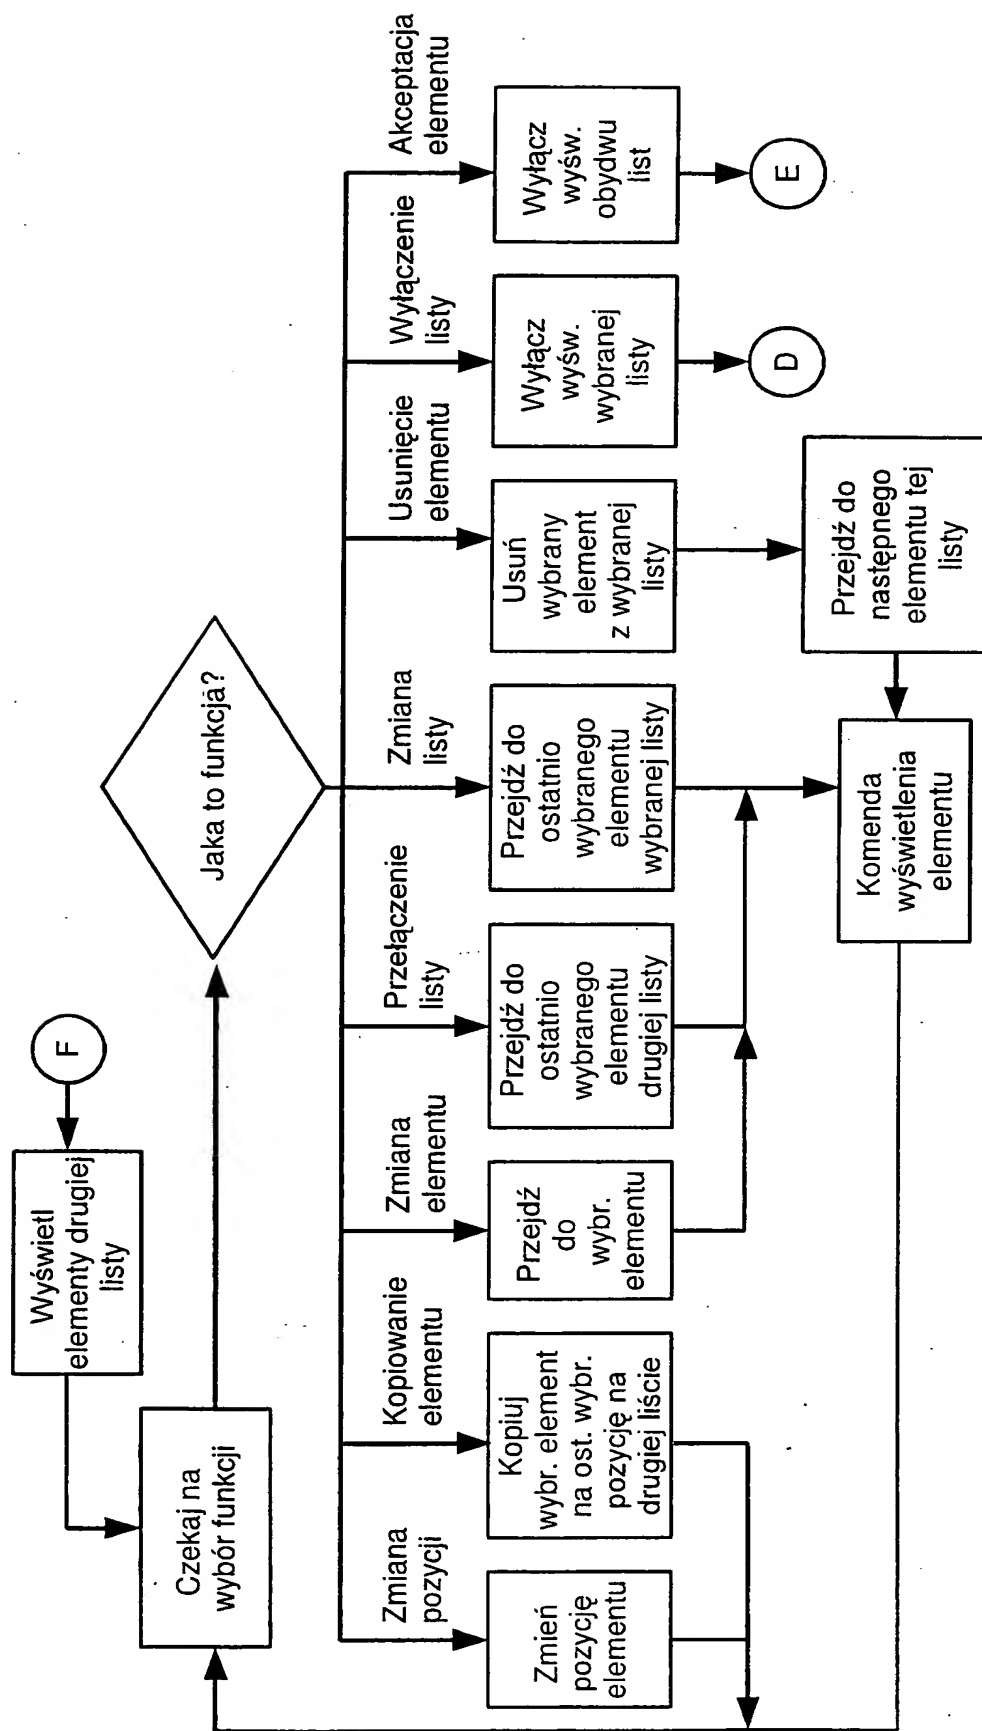 F
Wyświetl
elementy drugiej
listy
Czekaj na
wybór funkcji
Jaka to funkcja?
Zmiana
pozycji
Kopiowanie
elementu
Zmiana
elementu
Przełączenie
listy
Zmiana
listy
Usunięcie
elementu
Wyłączenie
listy
Akceptacja
elementu
Zmień
pozycję
elementu
Kopiuj
wybr. element
na ost. wybr.
pozycję na
drugiej liście
Przejdź
do
wybr.
elementu
Przejdź do
ostatnio
wybranego
elementu
drugiej listy
Przejdź do
ostatnio
wybranego
elementu
wybranej listy
Usuń
wybrany
element
z wybranej
listy
Wyłącz
wyśw.
wybranej
listy
Wyłącz
wyśw.
obydwu
list
D
E
Przejdź do
następnego
elementu tej
listy
Komenda
wyświetlenia
elementu